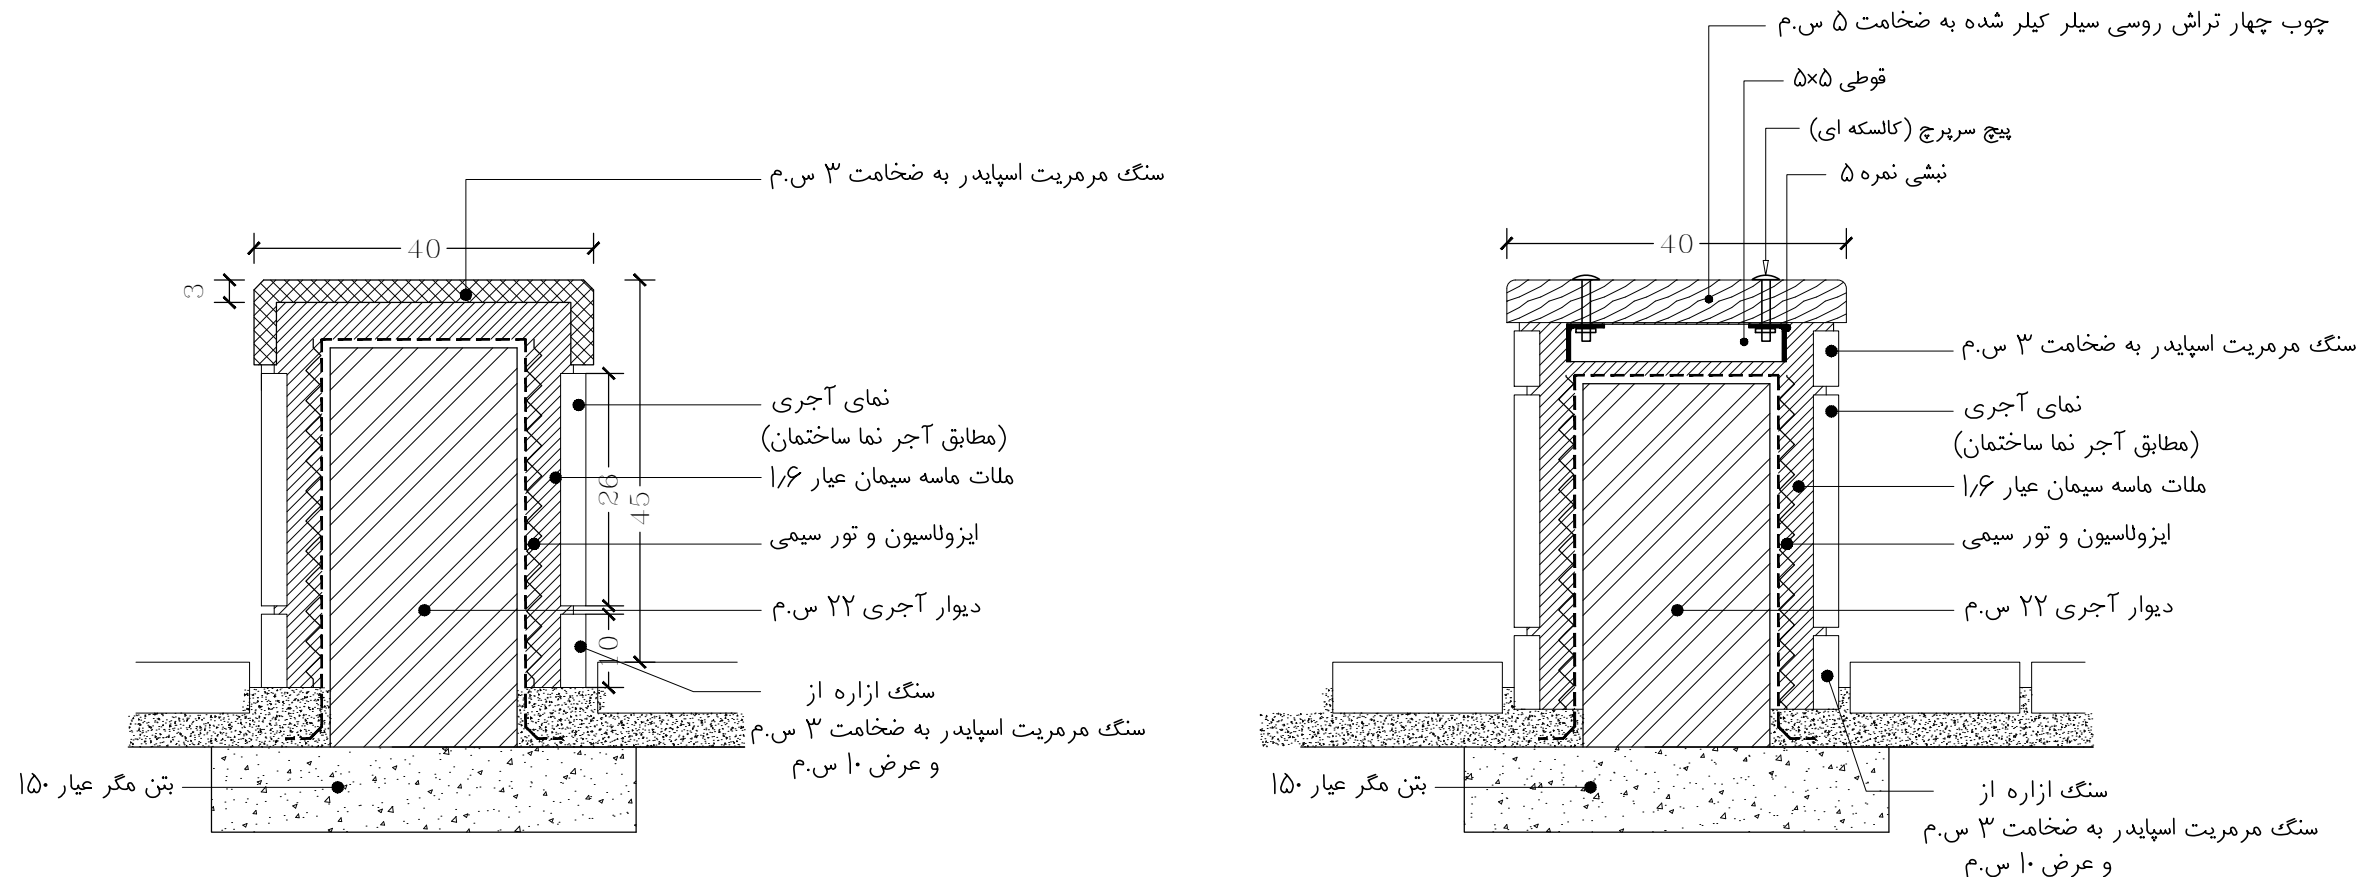 سنگ مرمریت اسپایدر به ضخامت ۳ س.م
40
3
نمای آجری
(مطابق آجر نما ساختمان)
ملات ماسه سیمان عیار ۱٫۶
26
45
ایزولاسیون و تور سیمی
دیوار آجری ۲۲ س.م
10
سنگ ازاره از
سنگ مرمریت اسپایدر به ضخامت ۳ س.م
و عرض ۱۰ س.م
بتن مگر عیار ۱۵۰
چوب چهار تراش روسی سیلر کیلر شده به ضخامت ۵ س.م
قوطی ۵×۵
پیچ سرپرچ (کالسکه ای)
نبشی نمره ۵
40
سنگ مرمریت اسپایدر به ضخامت ۳ س.م
نمای آجری
(مطابق آجر نما ساختمان)
ملات ماسه سیمان عیار ۱٫۶
ایزولاسیون و تور سیمی
دیوار آجری ۲۲ س.م
بتن مگر عیار ۱۵۰
سنگ ازاره از
سنگ مرمریت اسپایدر به ضخامت ۳ س.م
و عرض ۱۰ س.م